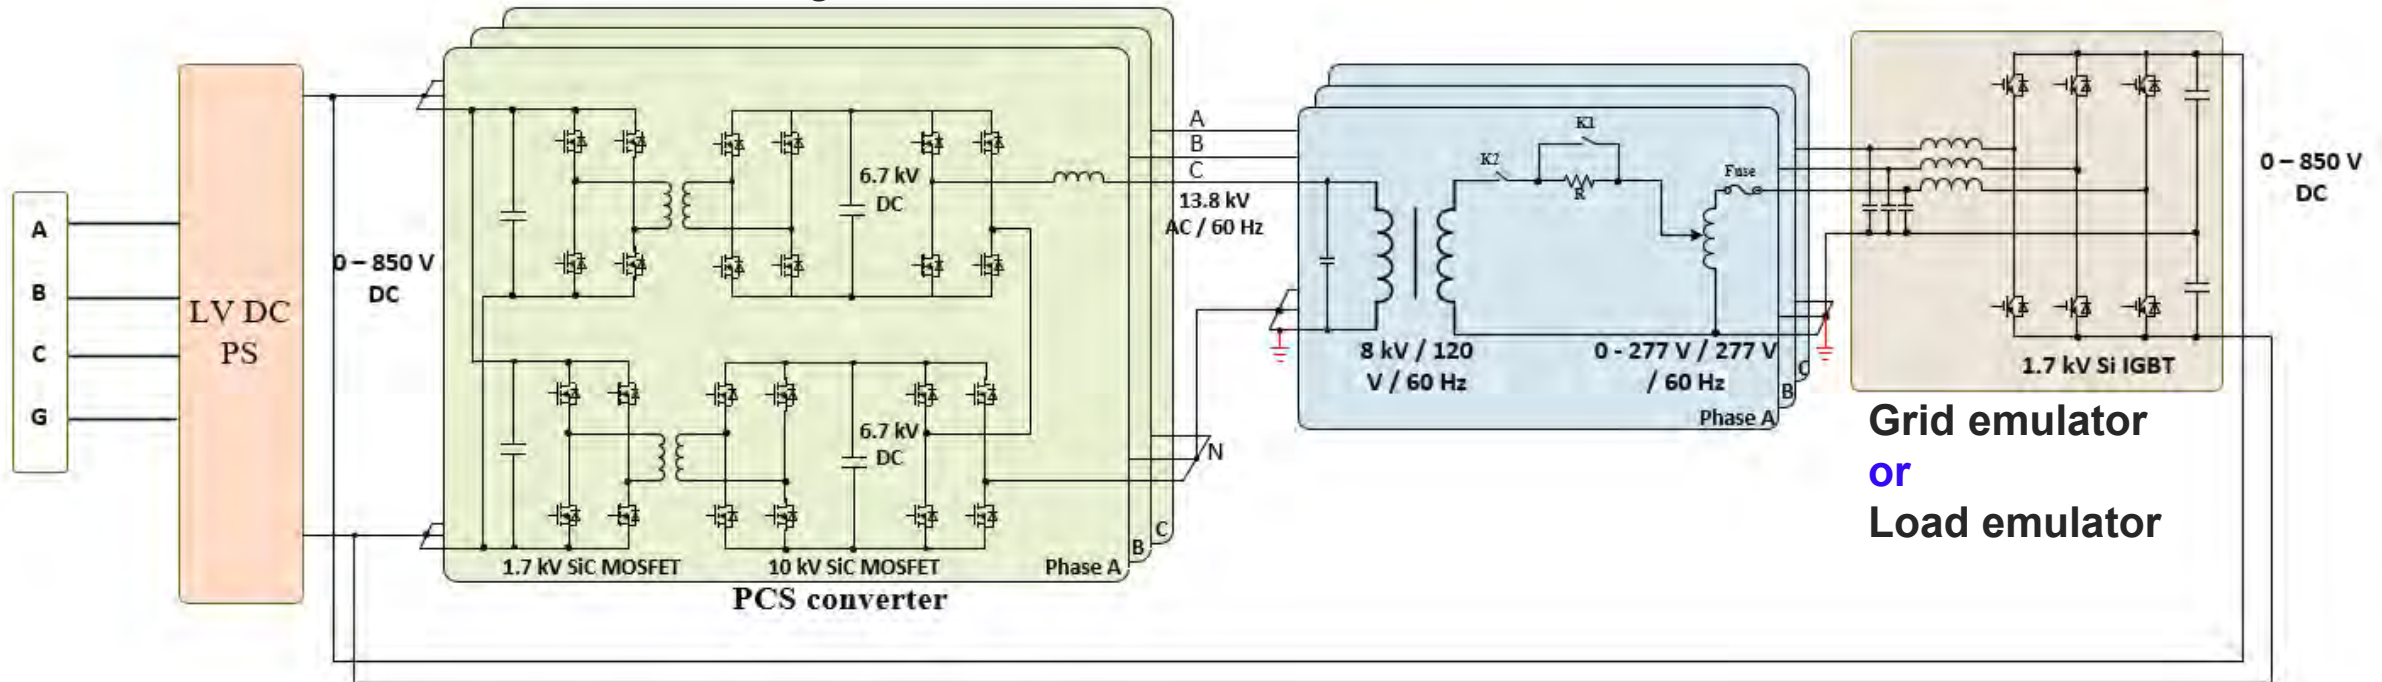 A
B
C
G
LV DC
PS
0 – 850 V
DC
6.7 kV
DC
6.7 kV
DC
1.7 kV SiC MOSFET
10 kV SiC MOSFET
Phase A
B
C
PCS converter
A
B
C
13.8 kV
AC / 60 Hz
N
K1
K2
R
Fuse
8 kV / 120
V / 60 Hz
0 - 277 V / 277 V
/ 60 Hz
Phase A
B
C
1.7 kV Si IGBT
0 – 850 V
DC
Grid emulator
or
Load emulator